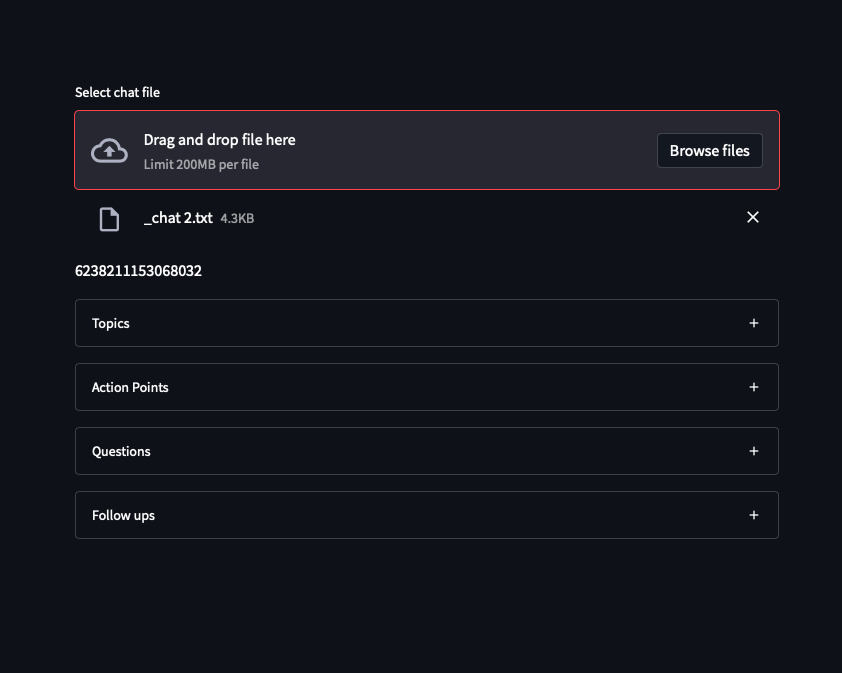 Select chat file
Drag and drop file here
Limit 200MB per file
Browse files
_chat 2.txt 4.3KB
6238211153068032
Topics
Action Points
Questions
Follow ups